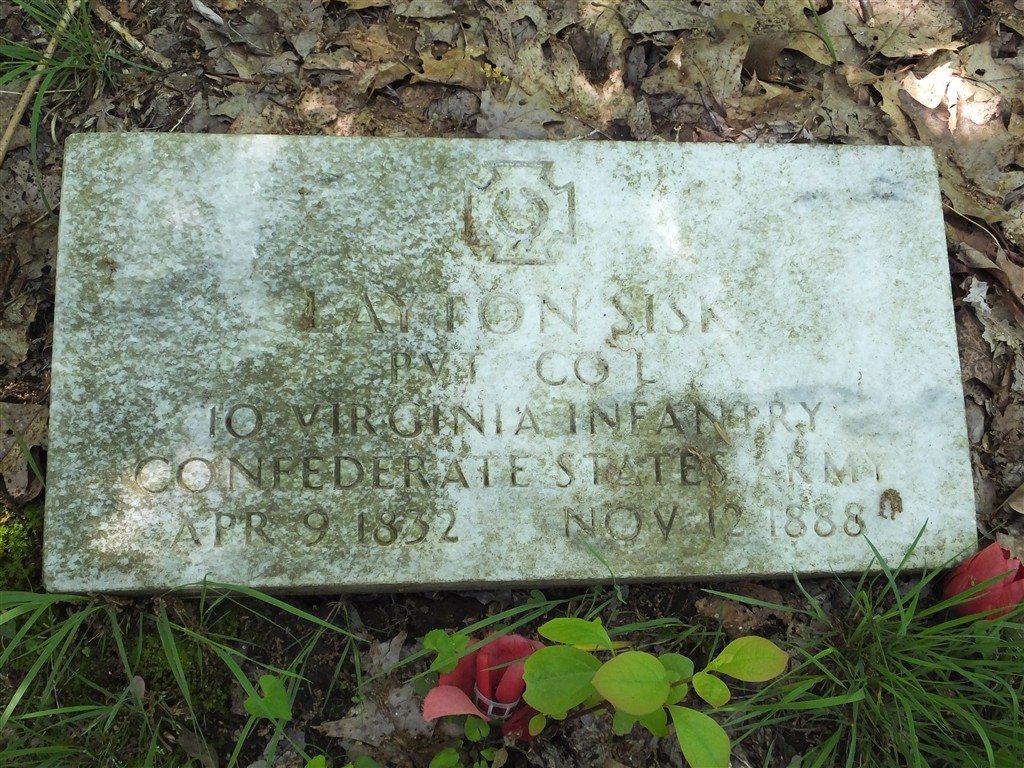 LAYTON SISK
PVT CO L
10 VIRGINIA INFANTRY
CONFEDERATE STATES ARMY
APR 9 1832 NOV 12 1888